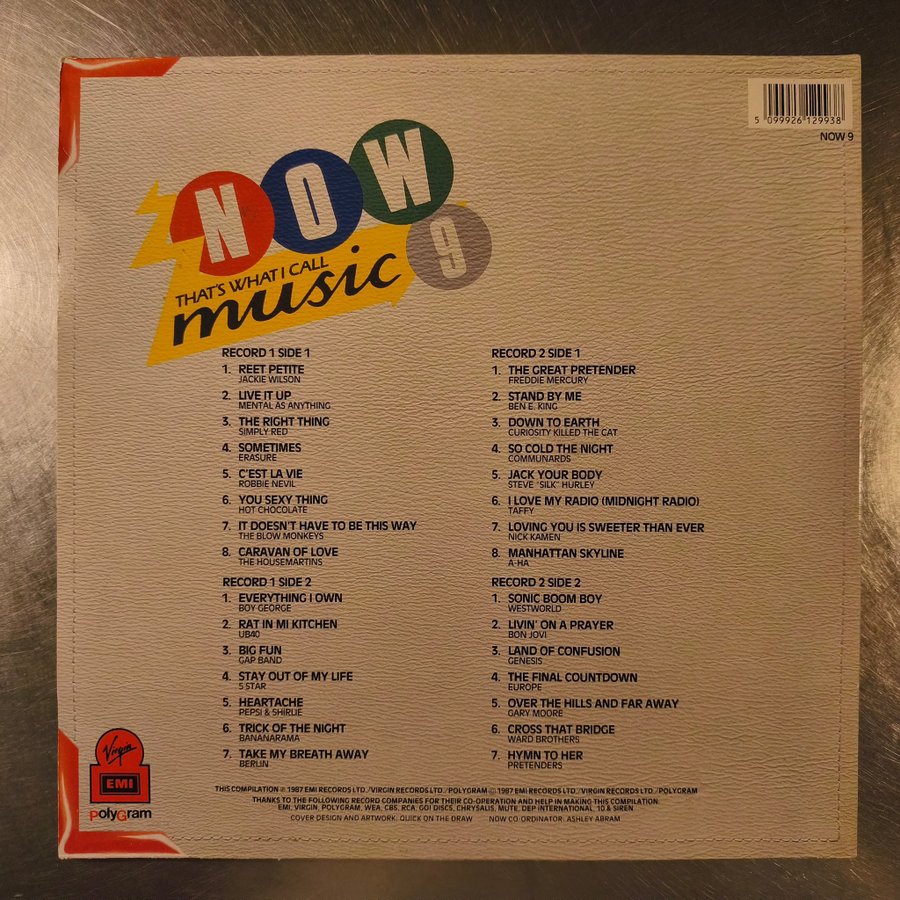 5 099926 129938
NOW 9
NOW
9
THAT'S WHAT I CALL
music
RECORD 1 SIDE 1
1. REET PETITE
JACKIE WILSON
2. LIVE IT UP
MENTAL AS ANYTHING
3. THE RIGHT THING
SIMPLY RED
4. SOMETIMES
ERASURE
5. C'EST LA VIE
ROBBIE NEVIL
6. YOU SEXY THING
HOT CHOCOLATE
7. IT DOESN'T HAVE TO BE THIS WAY
THE BLOW MONKEYS
8. CARAVAN OF LOVE
THE HOUSEMARTINS
RECORD 1 SIDE 2
1. EVERYTHING I OWN
BOY GEORGE
2. RAT IN MI KITCHEN
UB40
3. BIG FUN
GAP BAND
4. STAY OUT OF MY LIFE
5 STAR
5. HEARTACHE
PEPSI & SHIRLIE
6. TRICK OF THE NIGHT
BANANARAMA
7. TAKE MY BREATH AWAY
BERLIN
RECORD 2 SIDE 1
1. THE GREAT PRETENDER
FREDDIE MERCURY
2. STAND BY ME
BEN E. KING
3. DOWN TO EARTH
CURIOSITY KILLED THE CAT
4. SO COLD THE NIGHT
COMMUNARDS
5. JACK YOUR BODY
STEVE "SILK" HURLEY
6. I LOVE MY RADIO (MIDNIGHT RADIO)
TAFFY
7. LOVING YOU IS SWEETER THAN EVER
NICK KAMEN
8. MANHATTAN SKYLINE
A-HA
RECORD 2 SIDE 2
1. SONIC BOOM BOY
WESTWORLD
2. LIVIN' ON A PRAYER
BON JOVI
3. LAND OF CONFUSION
GENESIS
4. THE FINAL COUNTDOWN
EUROPE
5. OVER THE HILLS AND FAR AWAY
GARY MOORE
6. CROSS THAT BRIDGE
WARD BROTHERS
7. HYMN TO HER
PRETENDERS
Virgin
EMI
PolyGram
THIS COMPILATION ℗ 1987 EMI RECORDS LTD./VIRGIN RECORDS LTD./POLYGRAM © 1987 EMI RECORDS LTD./VIRGIN RECORDS LTD./POLYGRAM
THANKS TO THE FOLLOWING RECORD COMPANIES FOR THEIR CO-OPERATION AND HELP IN MAKING THIS COMPILATION.
EMI, VIRGIN, POLYGRAM, WEA, CBS, RCA, GO! DISCS, CHRYSALIS, MUTE, DEP INTERNATIONAL, 10 & SIREN.
COVER DESIGN AND ARTWORK: QUICK ON THE DRAW NOW CO-ORDINATOR: ASHLEY ABRAM